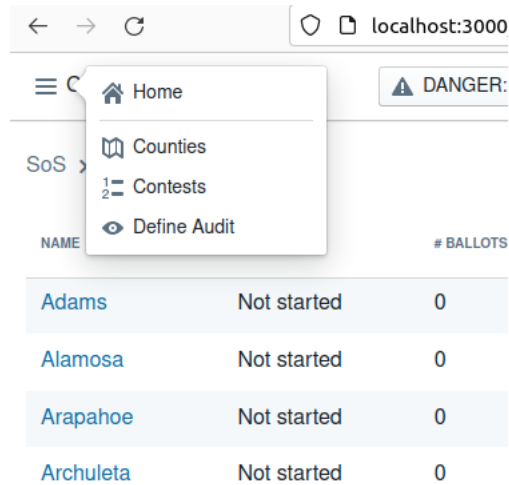 localhost:3000
DANGER:
Home
Counties
Contests
Define Audit
SoS
NAME
# BALLOTS
Adams Not started 0
Alamosa Not started 0
Arapahoe Not started 0
Archuleta Not started 0